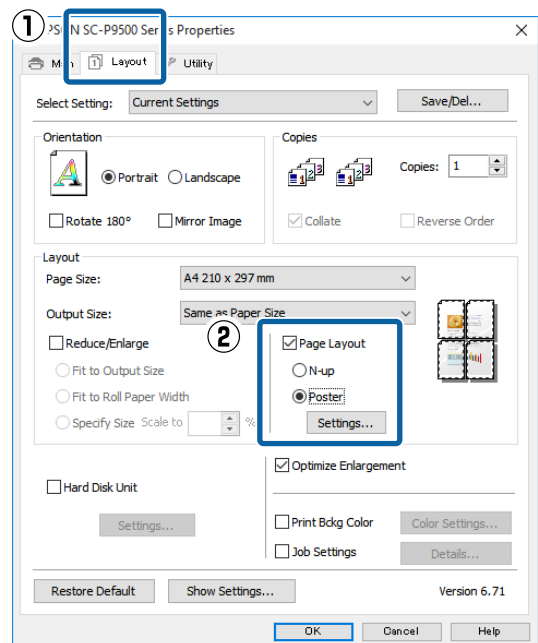 1
PSON SC-P9500 Series Properties
Main Layout Utility
Select Setting: Current Settings Save/Del...
Orientation Copies
Portrait Landscape Copies: 1
Rotate 180° Mirror Image Collate Reverse Order
Layout
Page Size: A4 210 x 297 mm
Output Size: Same as Paper Size
2
Reduce/Enlarge Page Layout
Fit to Output Size N-up
Fit to Roll Paper Width Poster
Specify Size Scale to % Settings...
Optimize Enlargement
Hard Disk Unit
Settings... Print Bckg Color Color Settings...
Job Settings Details...
Restore Default Show Settings... Version 6.71
OK Cancel Help